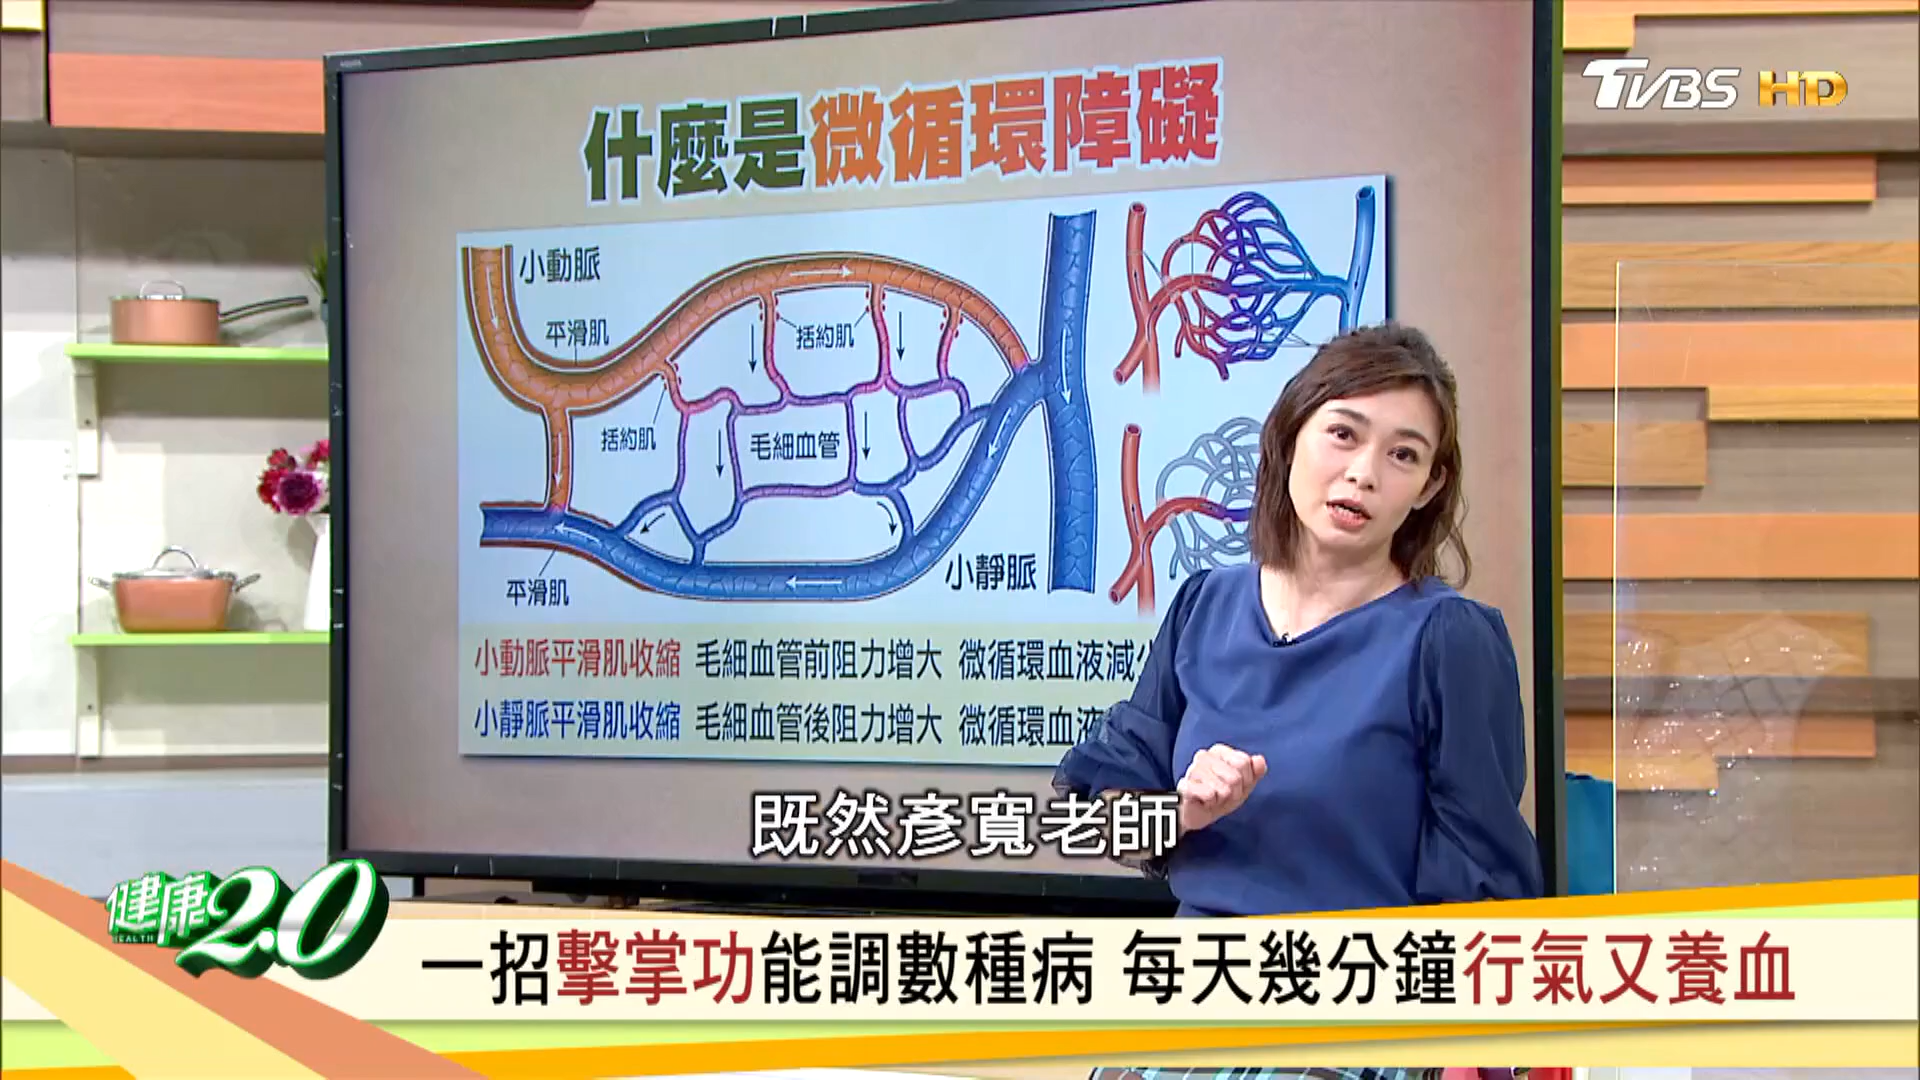 TVBS HD
什麼是微循環障礙
小動脈
平滑肌
括約肌
括約肌
毛細血管
小靜脈
平滑肌
小動脈平滑肌收縮 毛細血管前阻力增大 微循環血液減
小靜脈平滑肌收縮 毛細血管後阻力增大 微循環血液
既然彥寬老師
健康2.0
HEALTH
一招擊掌功能調數種病 每天幾分鐘行氣又養血